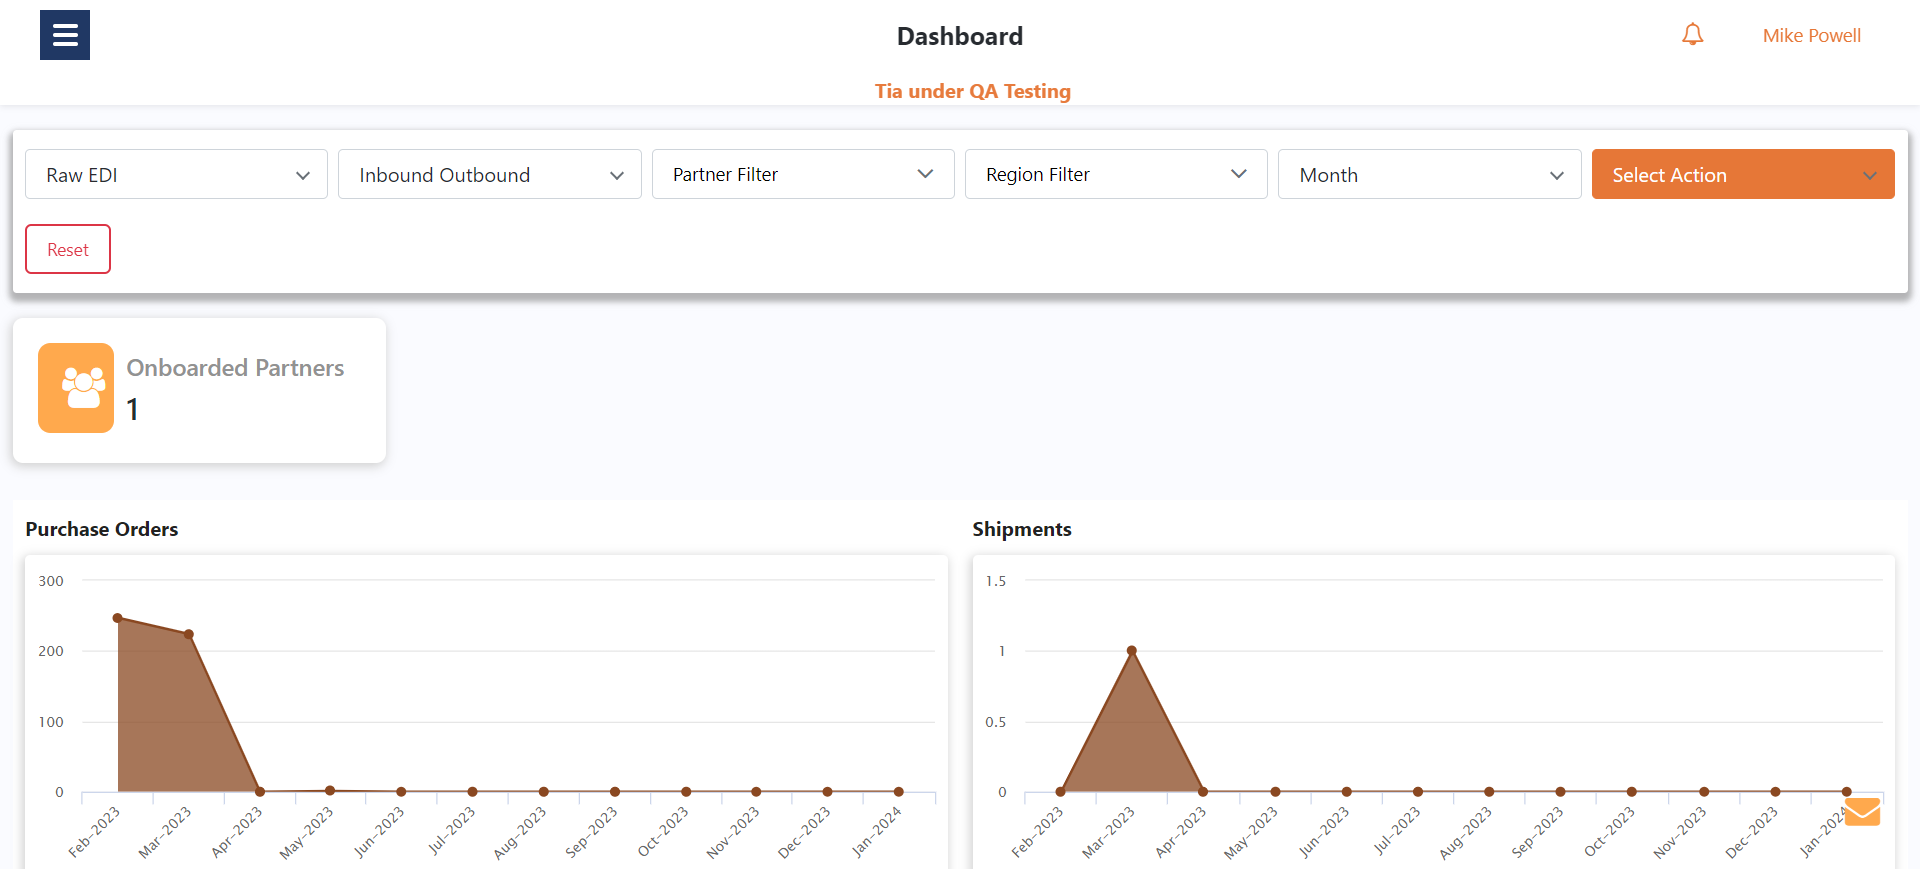 Dashboard
Mike Powell
Tia under QA Testing
Raw EDI
Inbound Outbound
Partner Filter
Region Filter
Month
Select Action
Reset
Onboarded Partners
1
Purchase Orders
300
200
100
0
Feb-2023
Mar-2023
Apr-2023
May-2023
Jun-2023
Jul-2023
Aug-2023
Sep-2023
Oct-2023
Nov-2023
Dec-2023
Jan-2024
Shipments
1.5
1
0.5
0
Feb-2023
Mar-2023
Apr-2023
May-2023
Jun-2023
Jul-2023
Aug-2023
Sep-2023
Oct-2023
Nov-2023
Dec-2023
Jan-2024